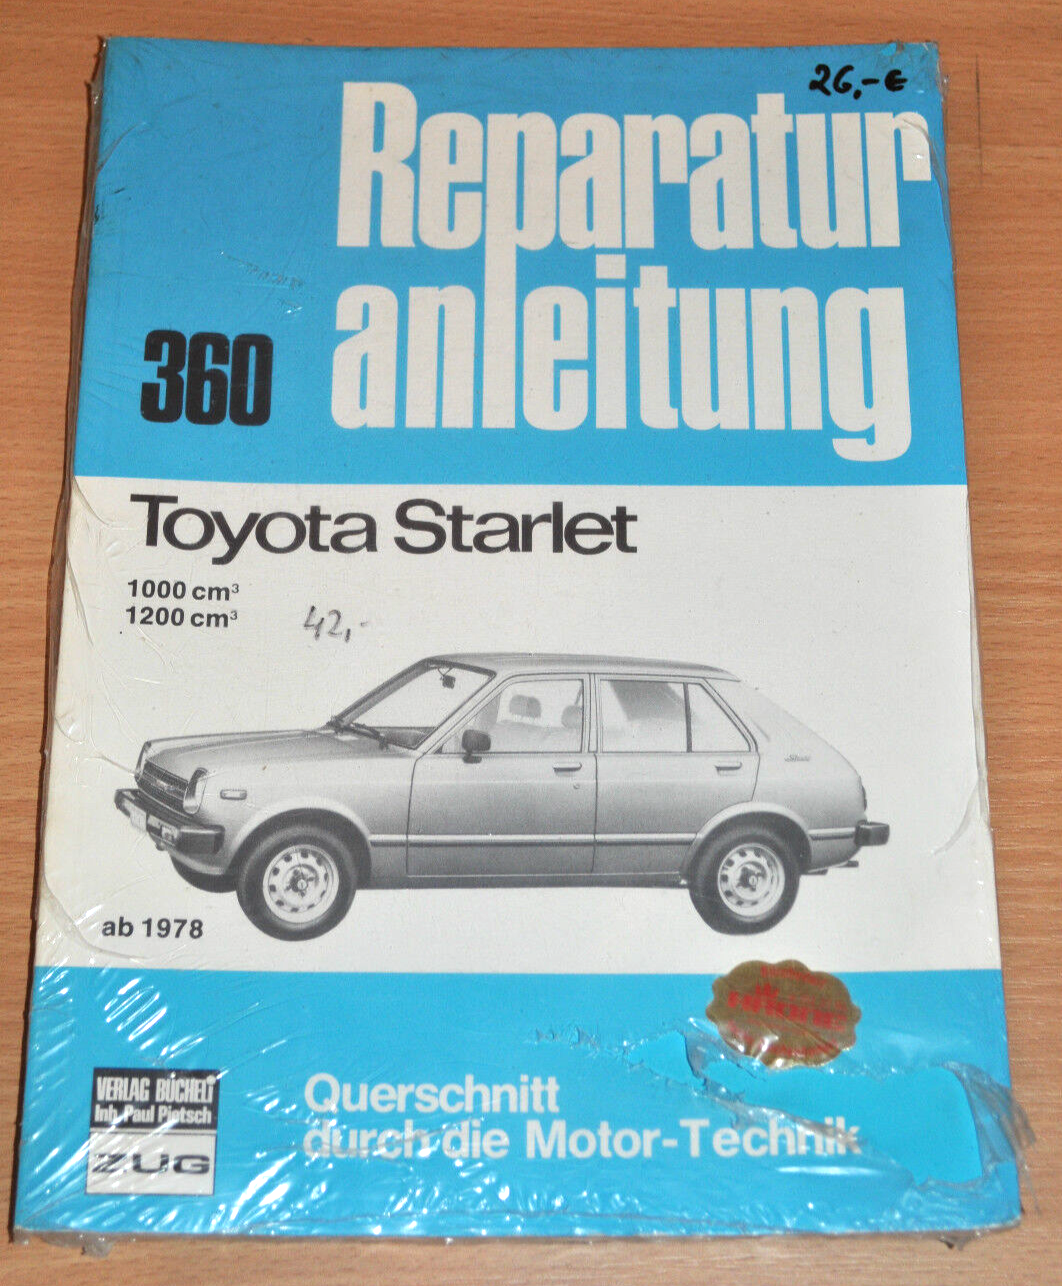 26,-€
Reparatur
anleitung
360
Toyota Starlet
1000 cm³
1200 cm³
42,-
ab 1978
VERLAG BÜCHELI
Inh. Paul Pietsch
ZUG
Querschnitt
durch die Motor-Technik